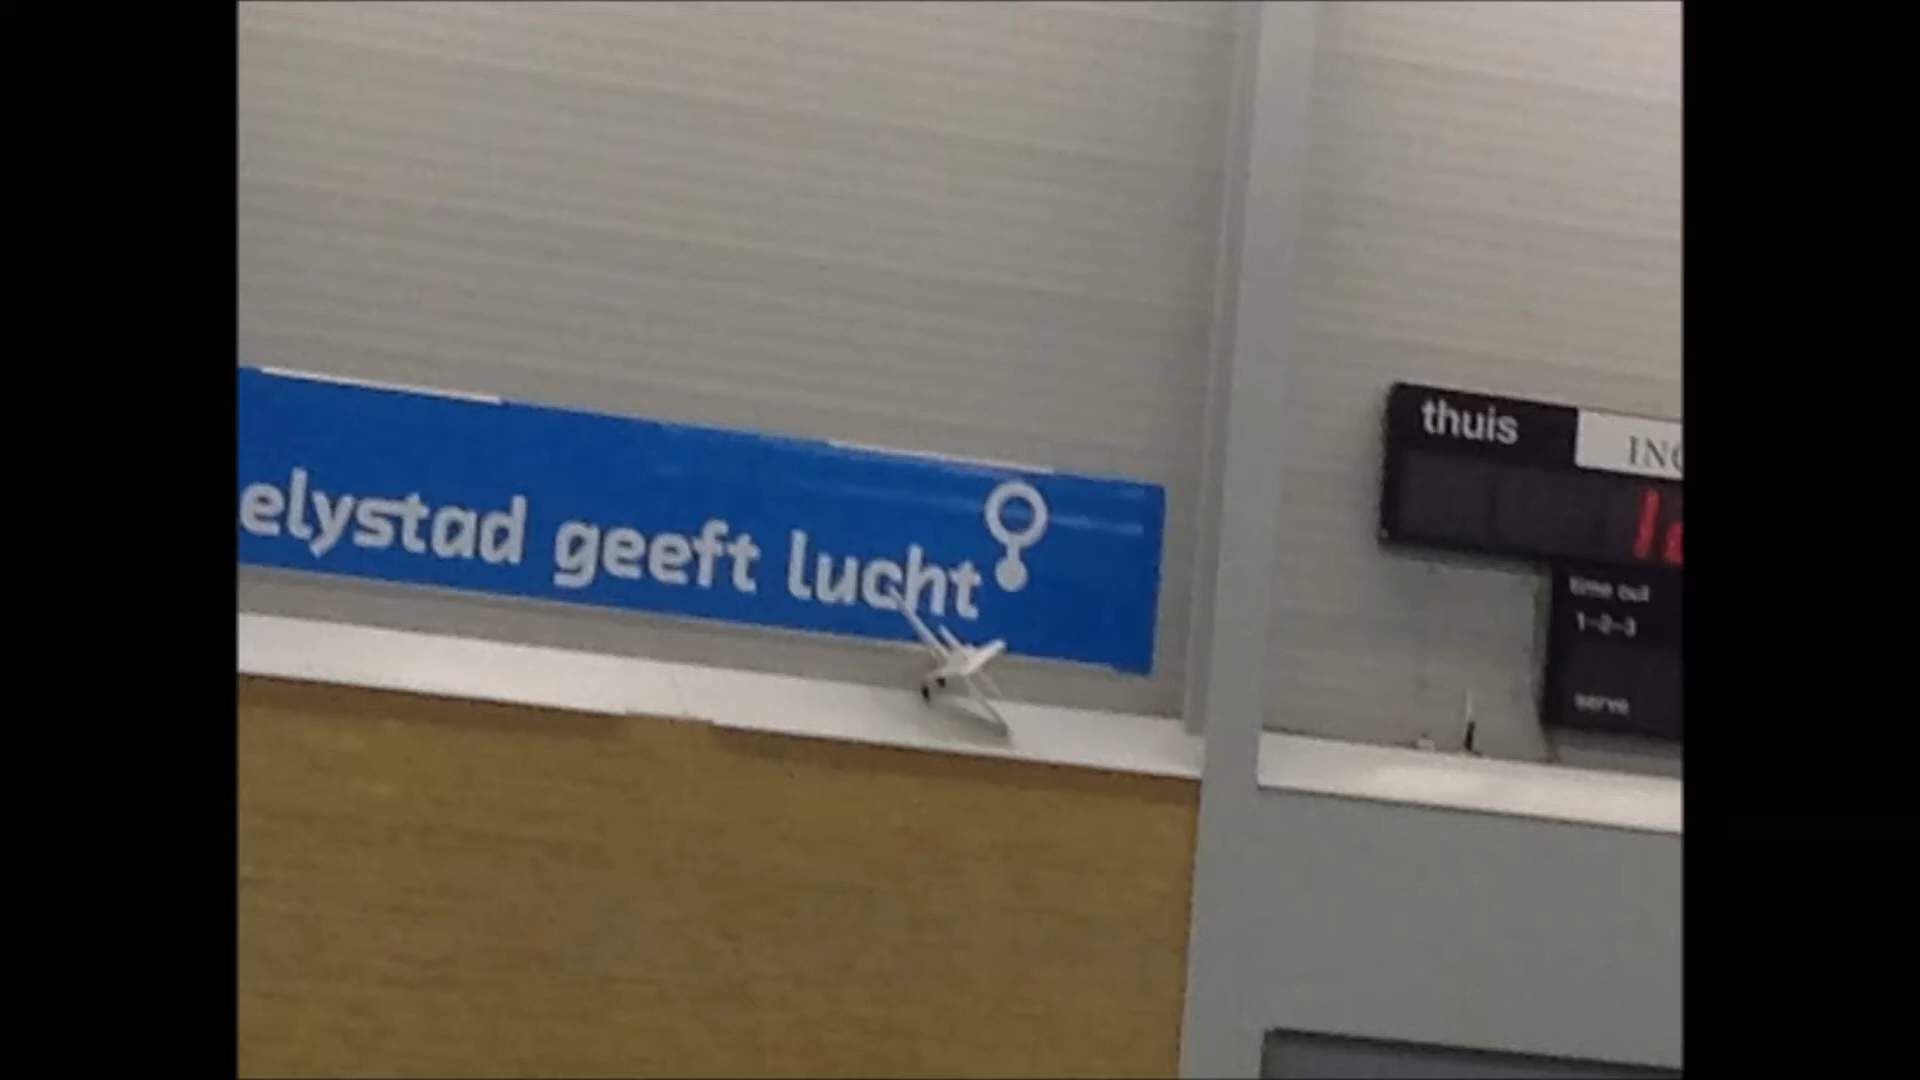 elystad geeft lucht
thuis
time out
1-2-3
serve